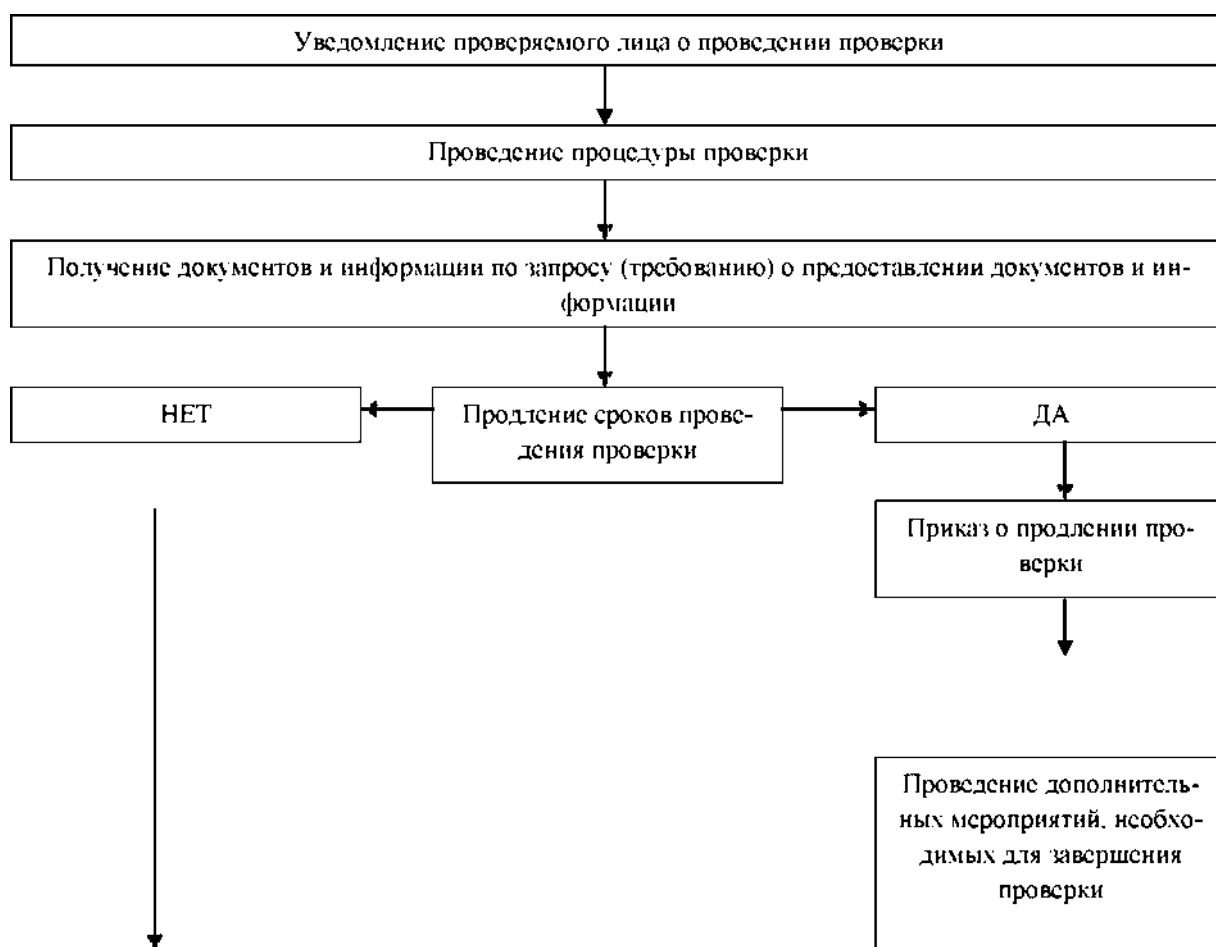 Уведомление проверяемого лица о проведении проверки
Проведение процедуры проверки
Получение документов и информации по запросу (требованию) о предоставлении документов и ин-
формации
НЕТ
Продление сроков прове-
дения проверки
ДА
Приказ о продлении про-
верки
Проведение дополнитель-
ных мероприятий, необхо-
димых для завершения
проверки